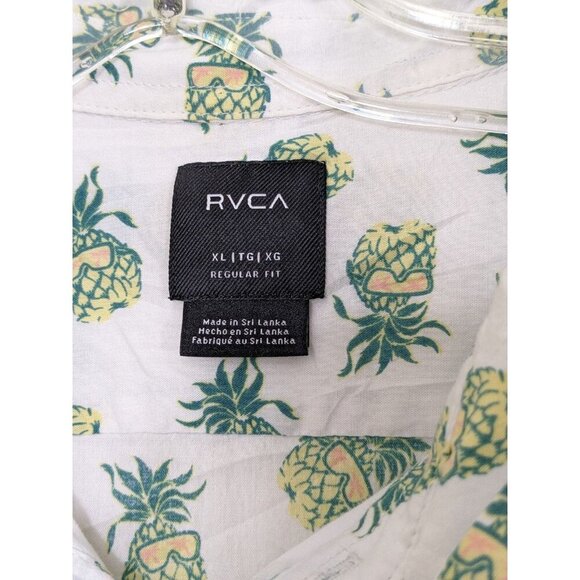 RVCA
XL | TG | XG
REGULAR FIT
Made in Sri Lanka
Hecho en Sri Lanka
Fabriqué au Sri Lanka